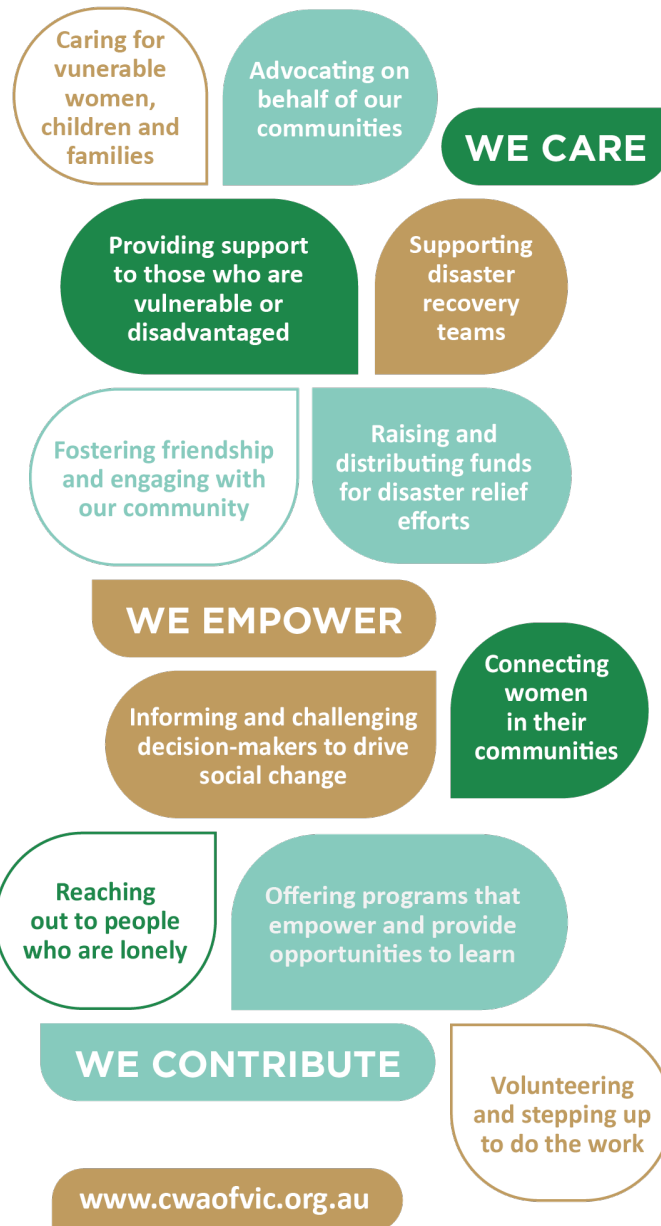 Caring for
vunerable
women,
children and
families
Advocating on
behalf of our
communities
WE CARE
Providing support
to those who are
vulnerable or
disadvantaged
Supporting
disaster
recovery
teams
Fostering friendship
and engaging with
our community
Raising and
distributing funds
for disaster relief
efforts
WE EMPOWER
Connecting
women
in their
communities
Informing and challenging
decision-makers to drive
social change
Reaching
out to people
who are lonely
Offering programs that
empower and provide
opportunities to learn
WE CONTRIBUTE
Volunteering
and stepping up
to do the work
www.cwaofvic.org.au